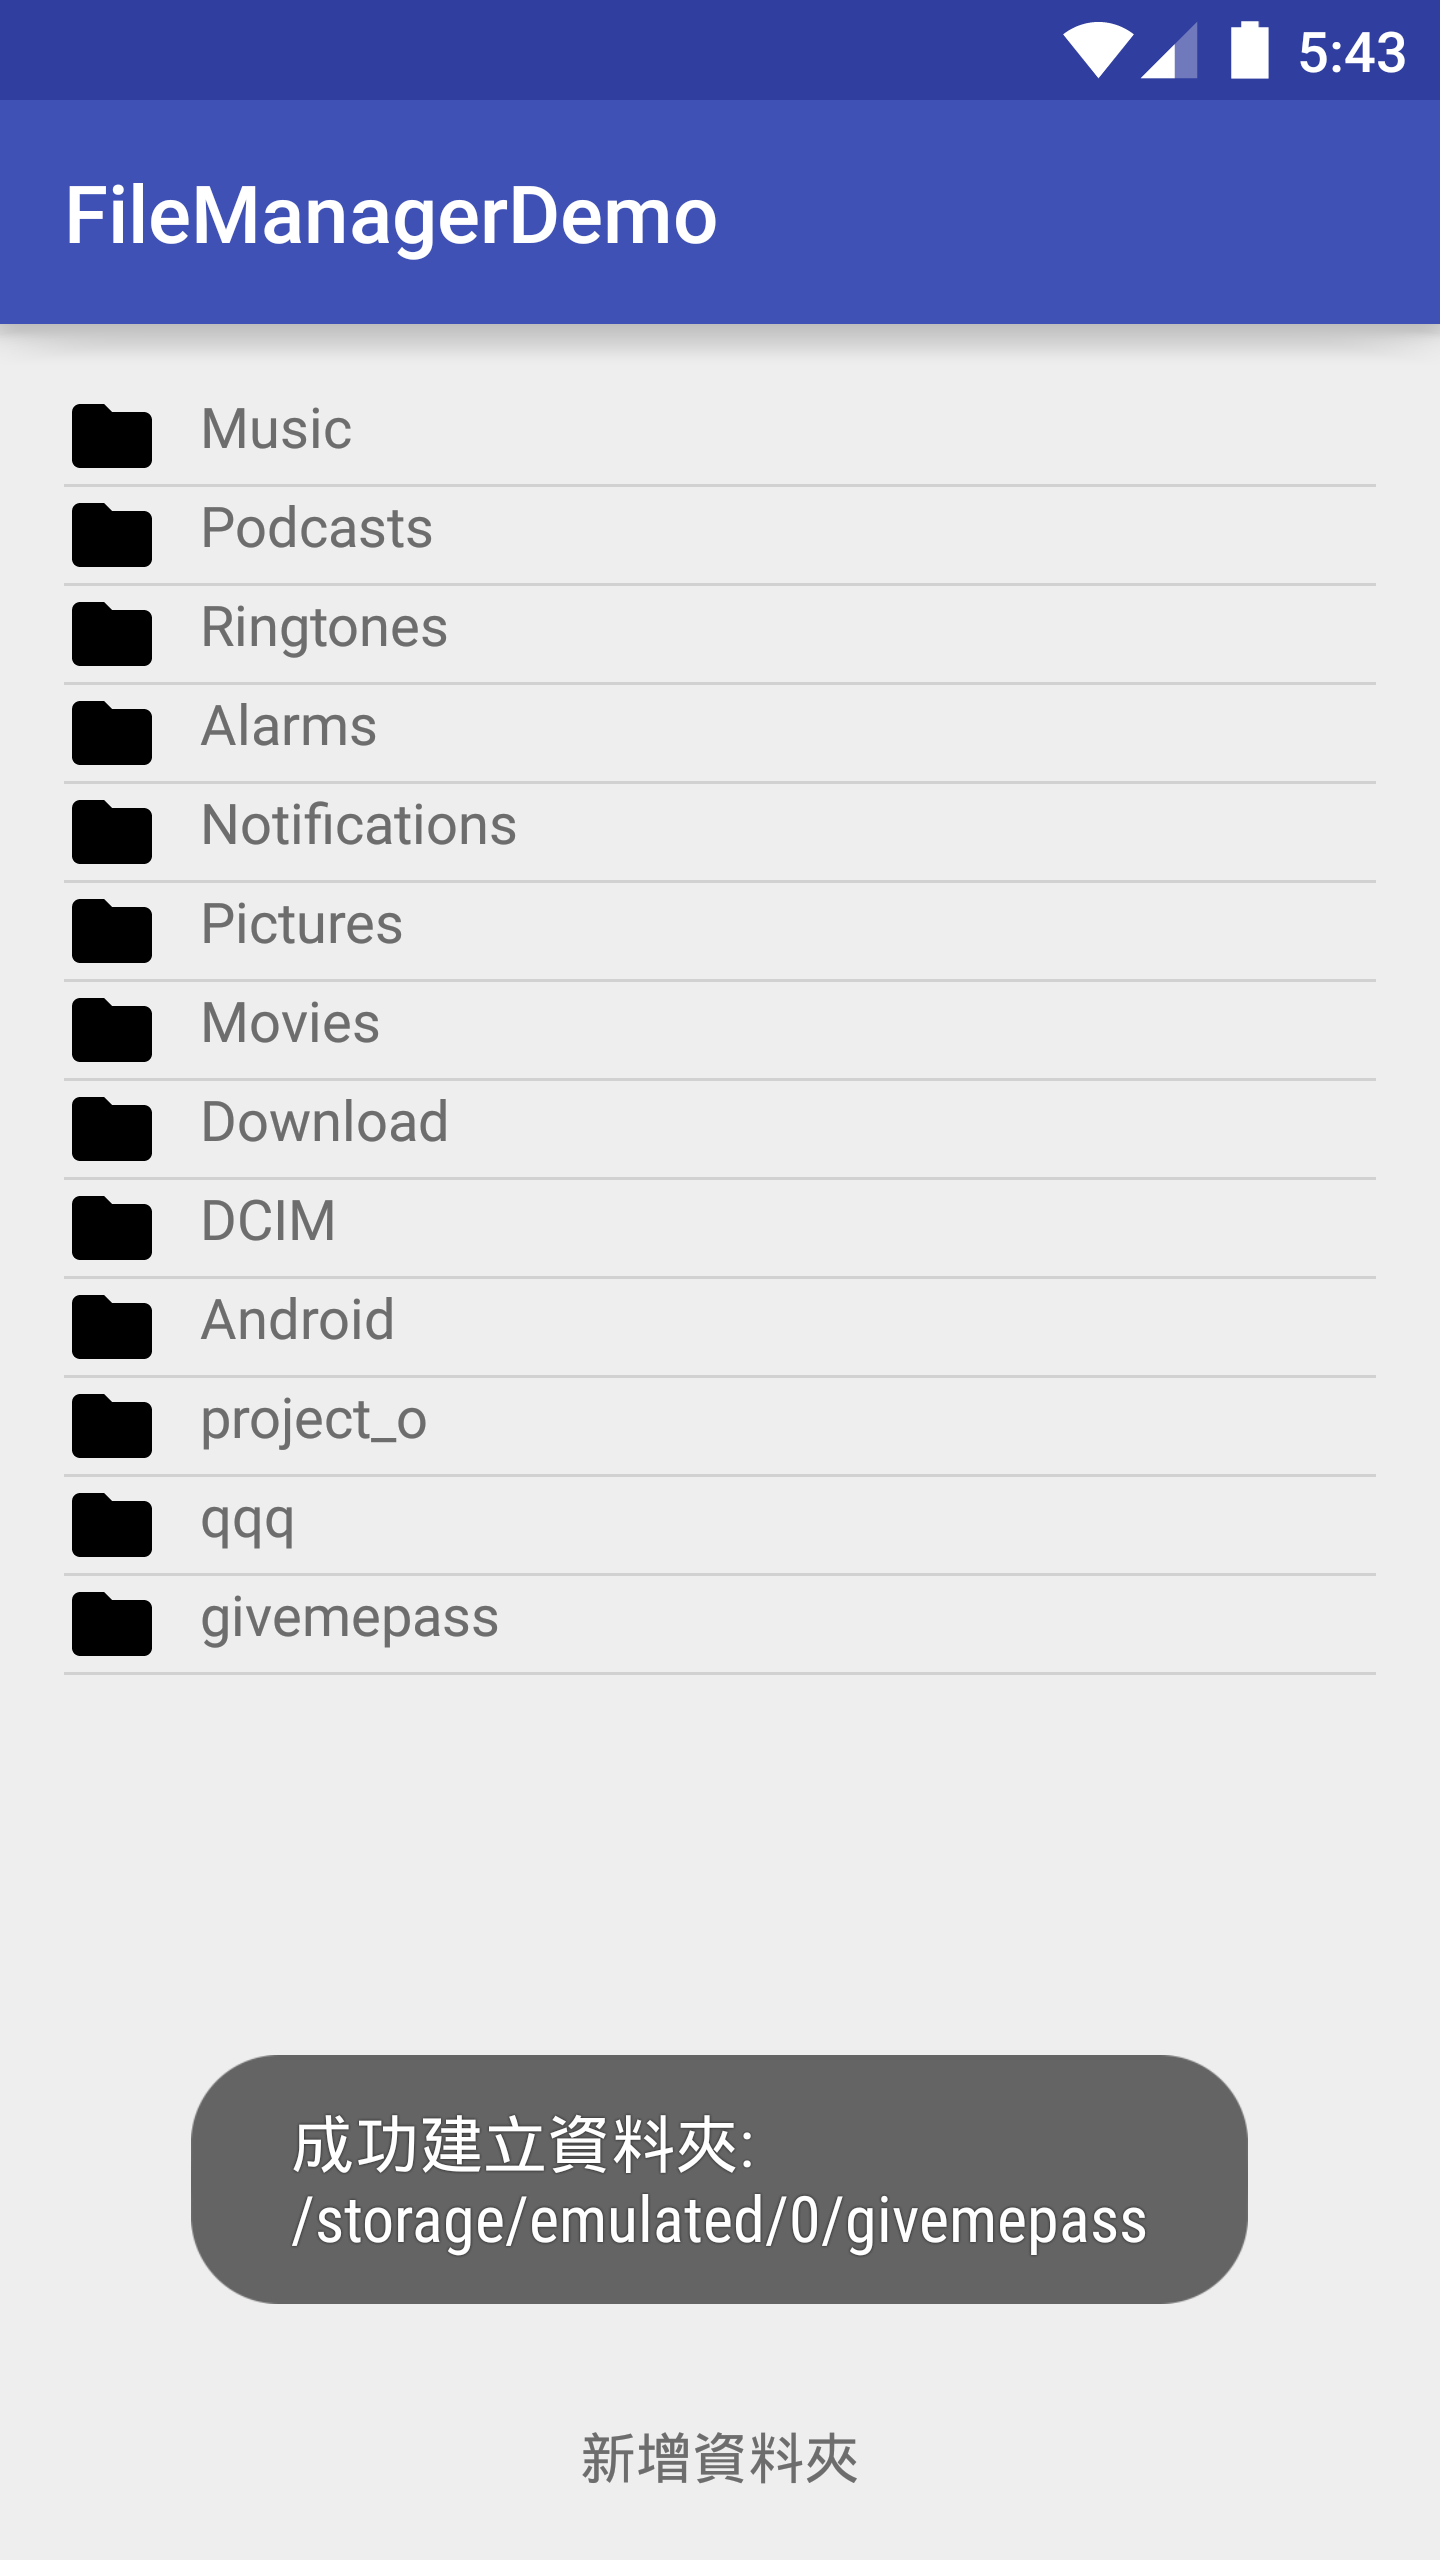 5:43
FileManagerDemo
Music
Podcasts
Ringtones
Alarms
Notifications
Pictures
Movies
Download
DCIM
Android
project_o
qqq
givemepass
成功建立資料夾:
/storage/emulated/0/givemepass
新增資料夾